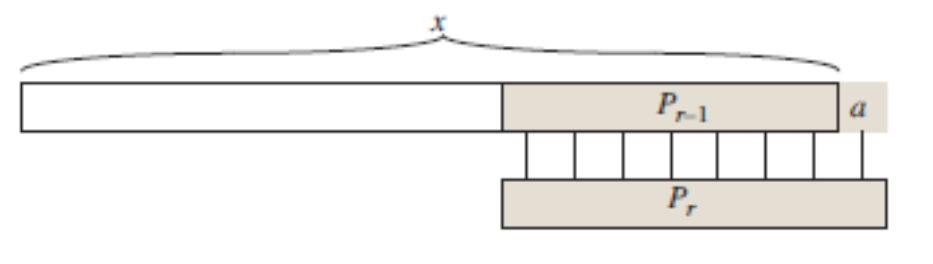 x
P_{r-1} a
P_r